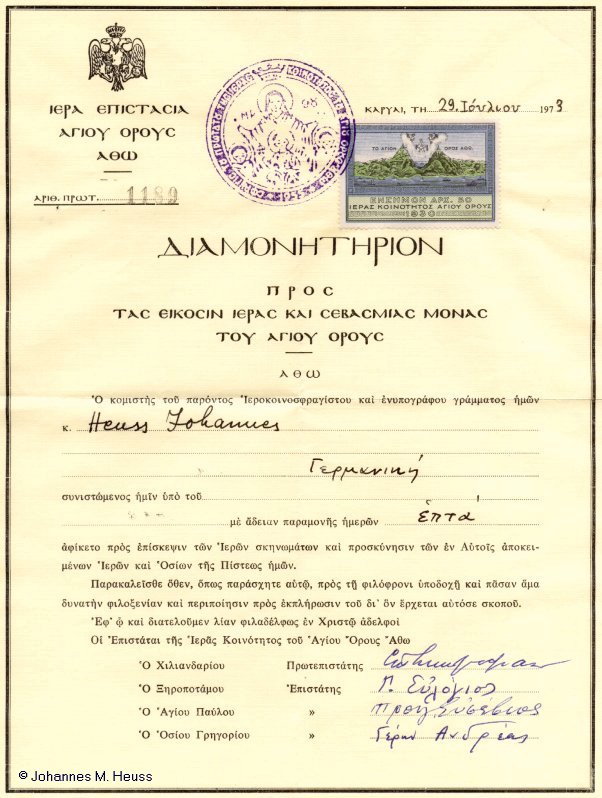 ΙΕΡΑ ΕΠΙΣΤΑΣΙΑ
ΑΓΙΟΥ ΟΡΟΥΣ
ΑΘΩ
ΑΡΙΘ. ΠΡΩΤ. 1189
ΚΑΡΥΑΙ, ΤΗ 29 Ιουλίου 1973
ΤΟ ΑΓΙΟΝ ΟΡΟΣ ΑΘΩ.
ΕΝΣΗΜΟΝ ΔΡΧ. 50
ΙΕΡΑΣ ΚΟΙΝΟΤΗΤΟΣ ΑΓΙΟΥ ΟΡΟΥΣ
1930
ΔΙΑΜΟΝΗΤΗΡΙΟΝ
ΠΡΟΣ
ΤΑΣ ΕΙΚΟΣΙΝ ΙΕΡΑΣ ΚΑΙ ΣΕΒΑΣΜΙΑΣ ΜΟΝΑΣ
ΤΟΥ ΑΓΙΟΥ ΟΡΟΥΣ
ΑΘΩ
Ὁ κομιστὴς τοῦ παρόντος Ἱεροκοινοσφραγίστου καὶ ἐνυπογράφου γράμματος ἡμῶν
κ. Heuss Johannes
Γερμανική
συνιστώμενος ἡμῖν ὑπὸ τοῦ
μὲ ἄδειαν παραμονῆς ἡμερῶν ἑπτά
ἀφίκετο πρὸς ἐπίσκεψιν τῶν Ἱερῶν σκηνωμάτων καὶ προσκύνησιν τῶν ἐν Αὐτοῖς ἀποκει-
μένων Ἱερῶν καὶ Ὁσίων τῆς Πίστεως ἡμῶν.
Παρακαλεῖσθε ὅθεν, ὅπως παράσχητε αὐτῷ, πρὸς τῇ φιλόφρονι ὑποδοχῇ καὶ πᾶσαν ἅμα
δυνατὴν φιλοξενίαν καὶ περιποίησιν πρὸς ἐκπλήρωσιν τοῦ δι' ὃν ἔρχεται αὐτόσε σκοποῦ.
Ἐφ' ᾧ καὶ διατελοῦμεν λίαν φιλαδέλφως ἐν Χριστῷ ἀδελφοὶ
Οἱ Ἐπιστάται τῆς Ἱερᾶς Κοινότητος τοῦ Ἁγίου Ὄρους Ἄθω
Ὁ Χιλιανδαρίου Πρωτεπιστάτης
Ὁ Ξηροποτάμου Ἐπιστάτης Γ. Εὐλόγιος
Ὁ Ἁγίου Παύλου » Προηγ. Εὐσέβιος
Ὁ Ὁσίου Γρηγορίου » Γέρων Ἀνδρέας
© Johannes M. Heuss